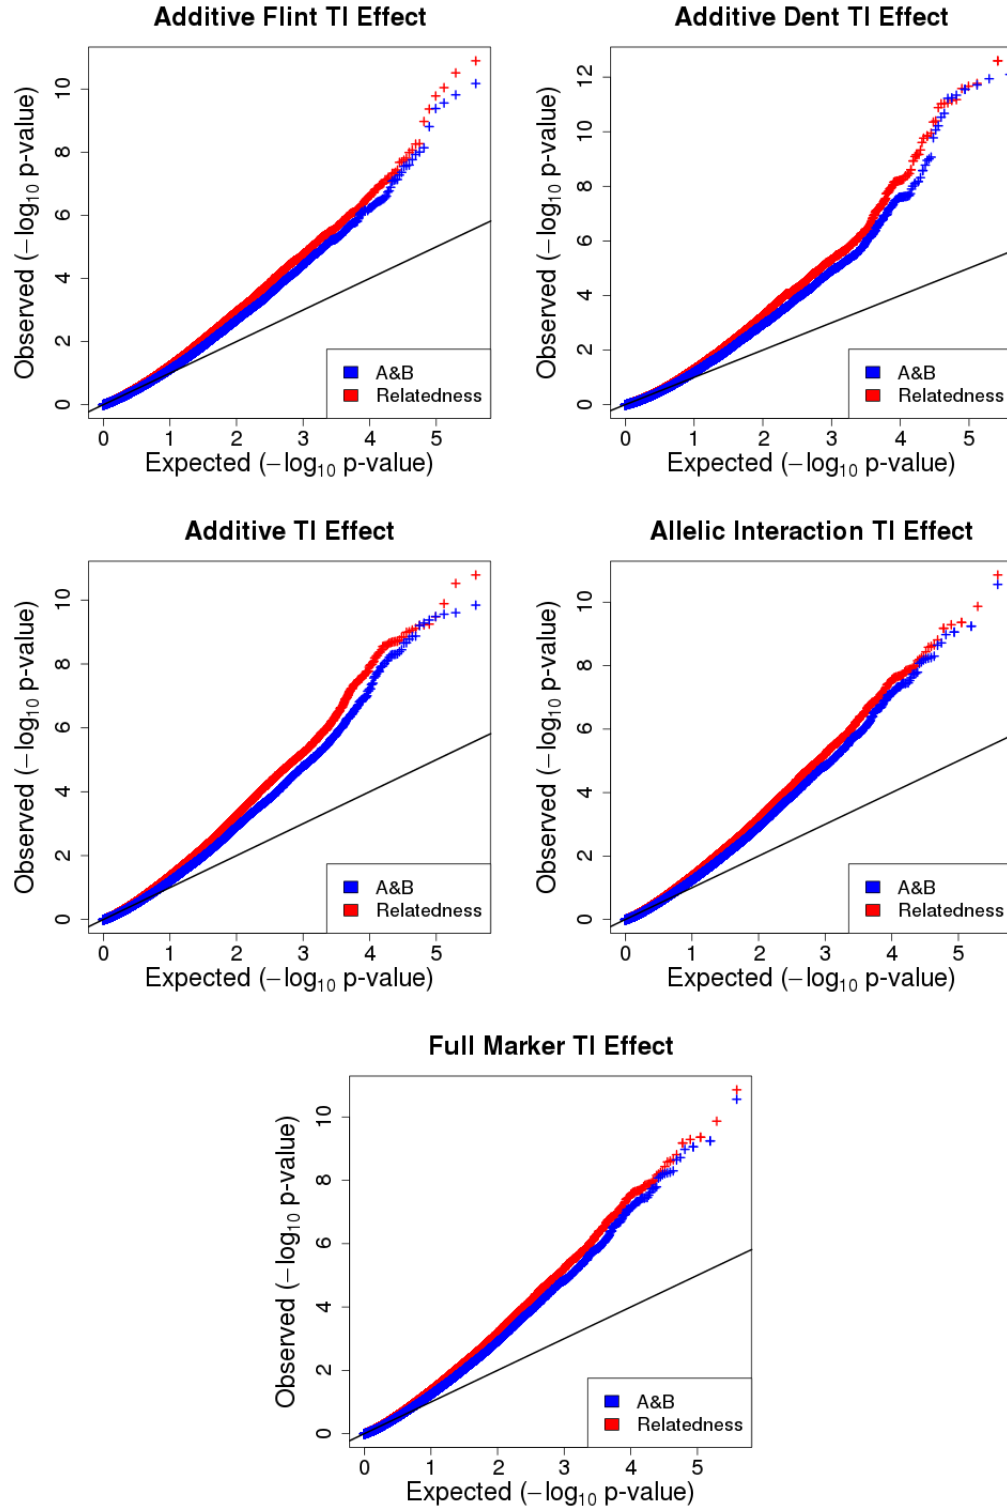 Additive Flint TI Effect
Observed (−log10 p-value)
0 2 4 6 8 10
0 1 2 3 4 5
Expected (−log10 p-value)
A&B
Relatedness
Additive Dent TI Effect
Observed (−log10 p-value)
0 2 4 6 8 10 12
0 1 2 3 4 5
Expected (−log10 p-value)
A&B
Relatedness
Additive TI Effect
Observed (−log10 p-value)
0 2 4 6 8 10
0 1 2 3 4 5
Expected (−log10 p-value)
A&B
Relatedness
Allelic Interaction TI Effect
Observed (−log10 p-value)
0 2 4 6 8 10
0 1 2 3 4 5
Expected (−log10 p-value)
A&B
Relatedness
Full Marker TI Effect
Observed (−log10 p-value)
0 2 4 6 8 10
0 1 2 3 4 5
Expected (−log10 p-value)
A&B
Relatedness